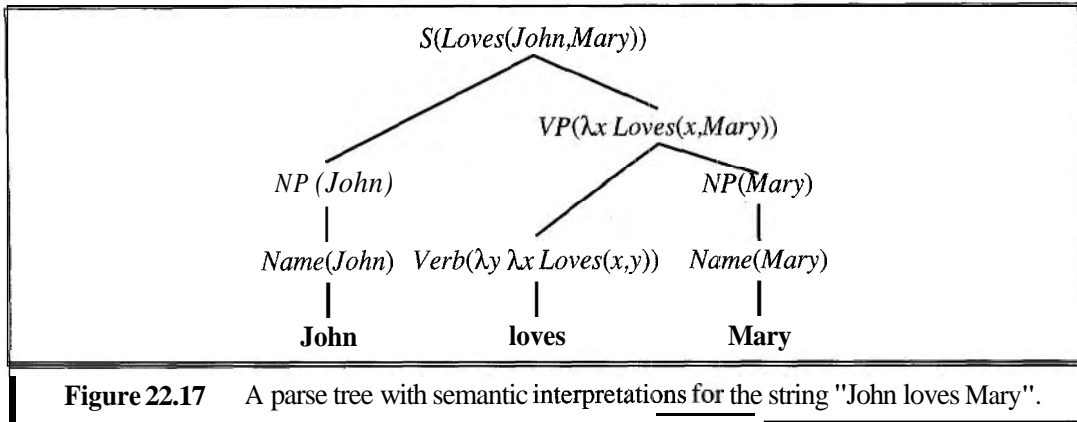 S(Loves(John,Mary))
VP(λx Loves(x,Mary))
NP (John) NP(Mary)
Name(John) Verb(λy λx Loves(x,y)) Name(Mary)
John loves Mary
Figure 22.17 A parse tree with semantic interpretations for the string "John loves Mary".